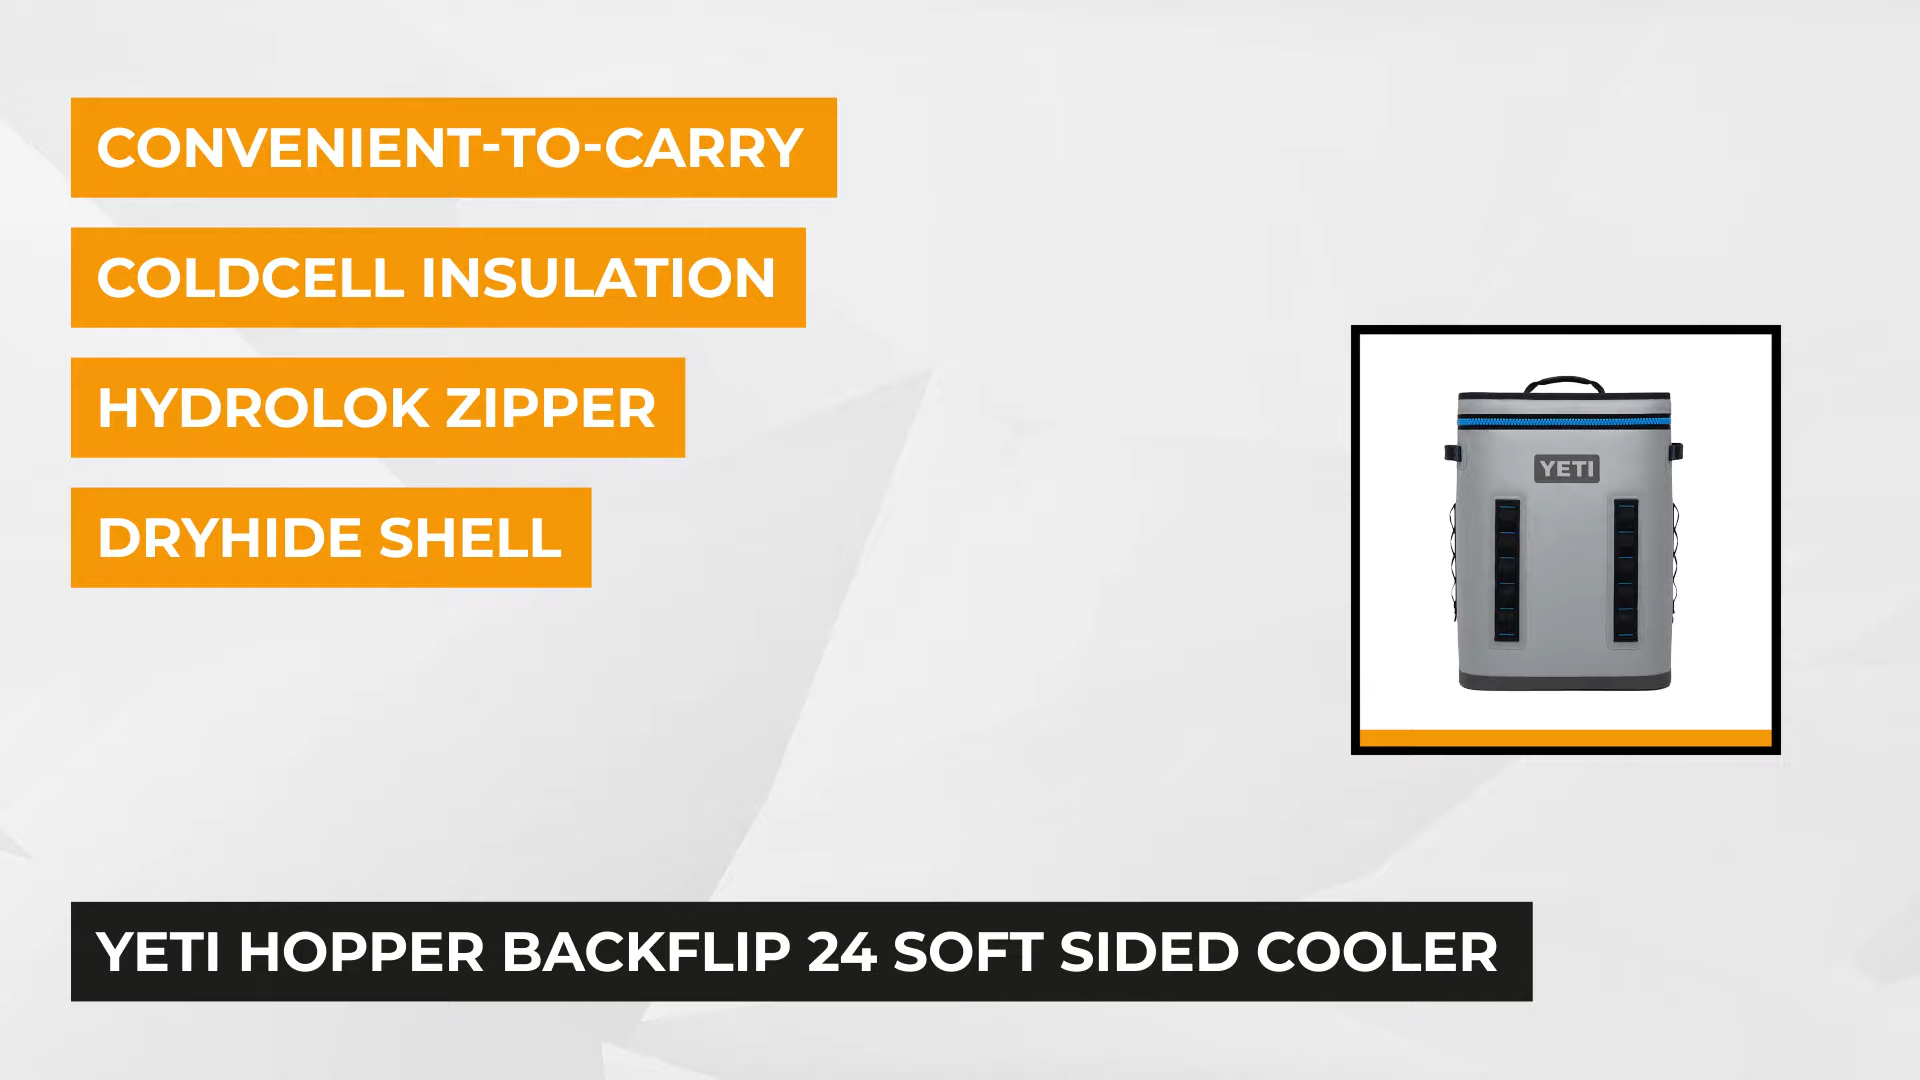 CONVENIENT-TO-CARRY
COLDCELL INSULATION
HYDROLOK ZIPPER
DRYHIDE SHELL
YETI
YETI HOPPER BACKFLIP 24 SOFT SIDED COOLER